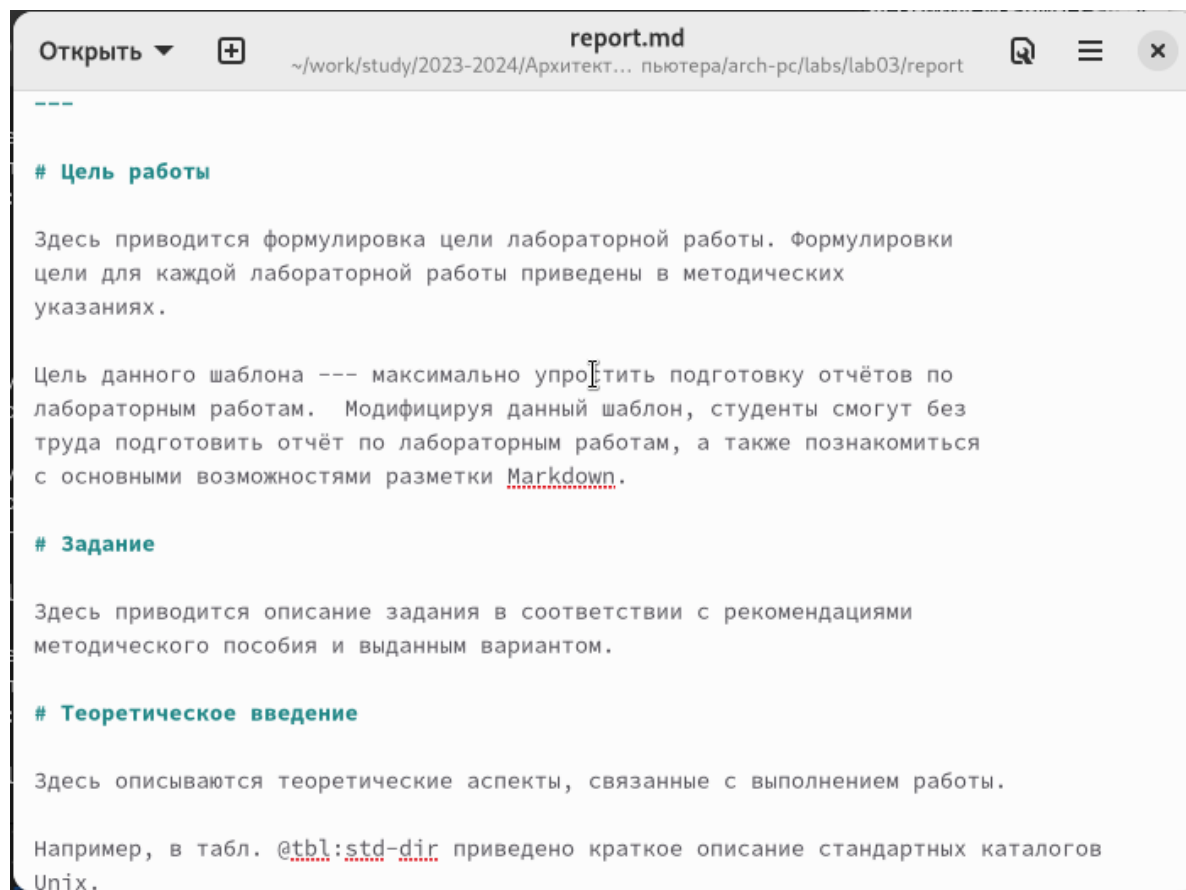 Открыть
report.md
~/work/study/2023-2024/Архитект... пьютера/arch-pc/labs/lab03/report
---
# Цель работы
Здесь приводится формулировка цели лабораторной работы. Формулировки
цели для каждой лабораторной работы приведены в методических
указаниях.
Цель данного шаблона --- максимально упростить подготовку отчётов по
лабораторным работам.  Модифицируя данный шаблон, студенты смогут без
труда подготовить отчёт по лабораторным работам, а также познакомиться
с основными возможностями разметки Markdown.
# Задание
Здесь приводится описание задания в соответствии с рекомендациями
методического пособия и выданным вариантом.
# Теоретическое введение
Здесь описываются теоретические аспекты, связанные с выполнением работы.
Например, в табл. @tbl:std-dir приведено краткое описание стандартных каталогов
Unix.